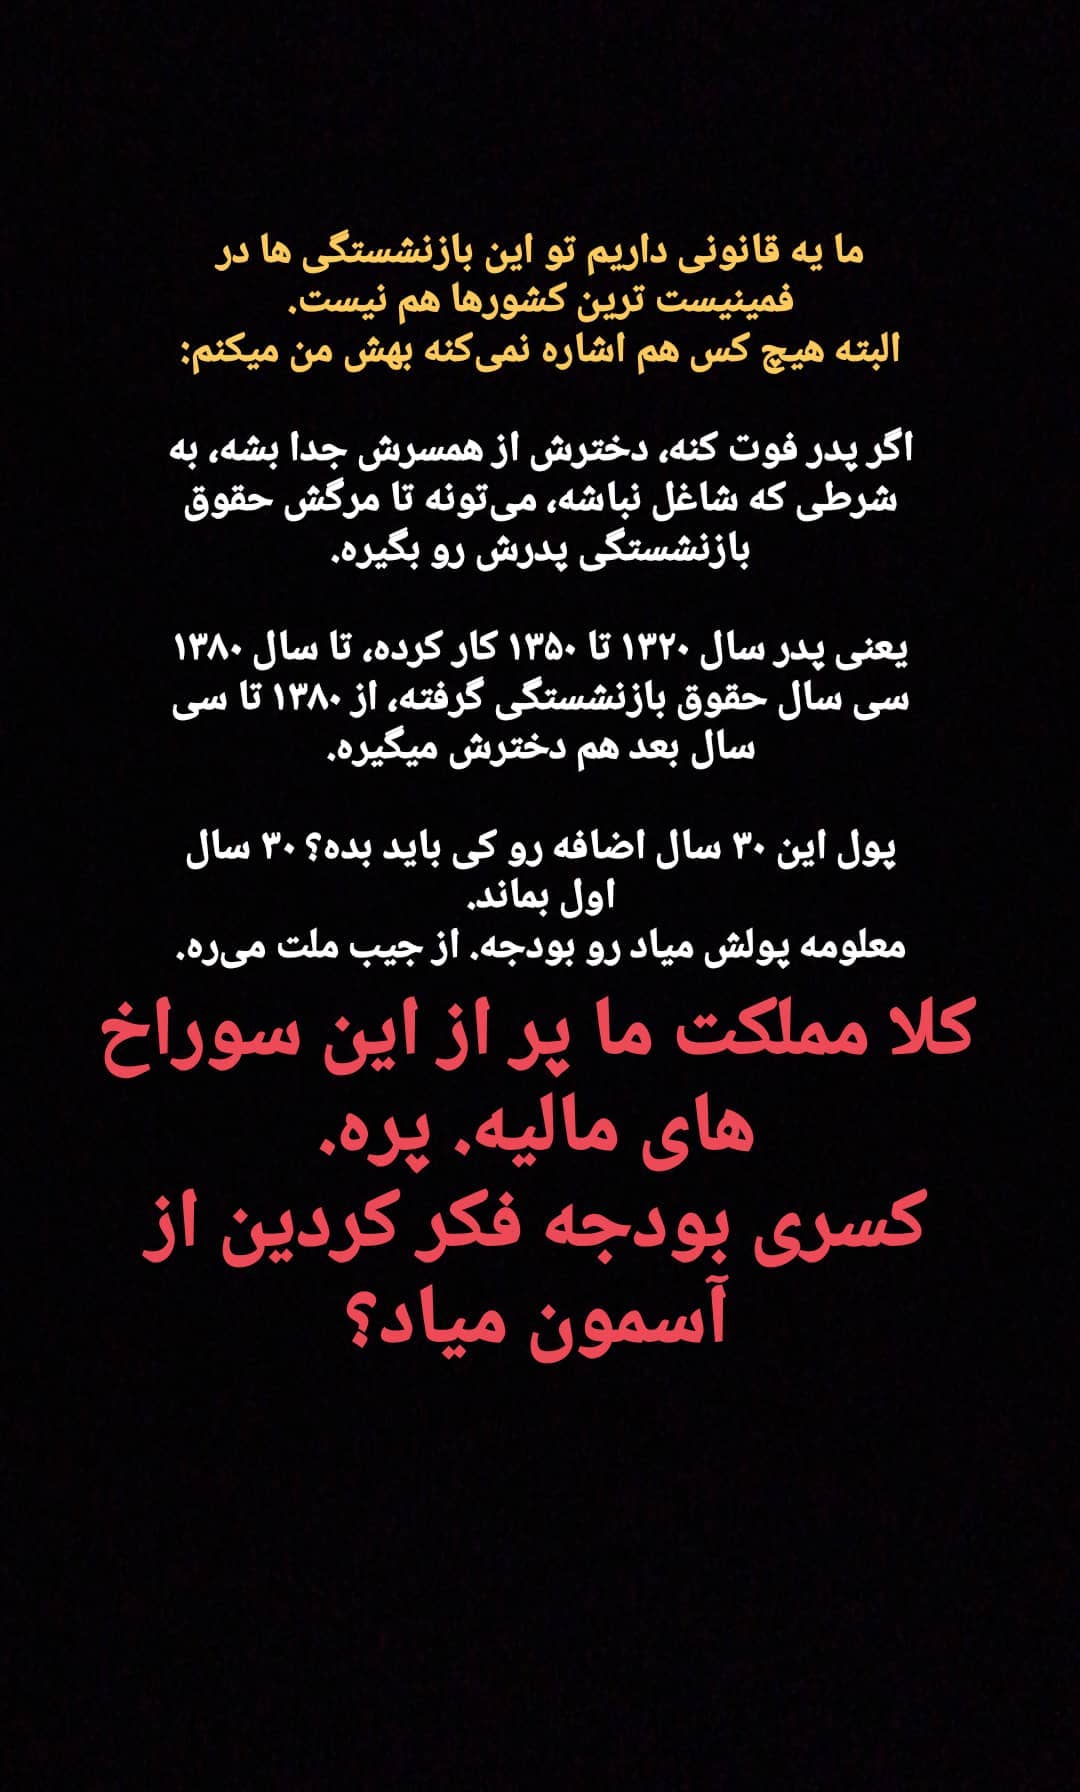 ما یه قانونی داریم تو این بازنشستگی ها در
فمینیست ترین کشورها هم نیست.
البته هیچ کس هم اشاره نمی‌کنه بهش من میکنم:
اگر پدر فوت کنه، دخترش از همسرش جدا بشه، به
شرطی که شاغل نباشه، می‌تونه تا مرگش حقوق
بازنشستگی پدرش رو بگیره.
یعنی پدر سال ۱۳۲۰ تا ۱۳۵۰ کار کرده، تا سال ۱۳۸۰
سی سال حقوق بازنشستگی گرفته، از ۱۳۸۰ تا سی
سال بعد هم دخترش میگیره.
پول این ۳۰ سال اضافه رو کی باید بده؟ ۳۰ سال
اول بماند.
معلومه پولش میاد رو بودجه. از جیب ملت می‌ره.
کلا مملکت ما پر از این سوراخ
های مالیه. پره.
کسری بودجه فکر کردین از
آسمون میاد؟